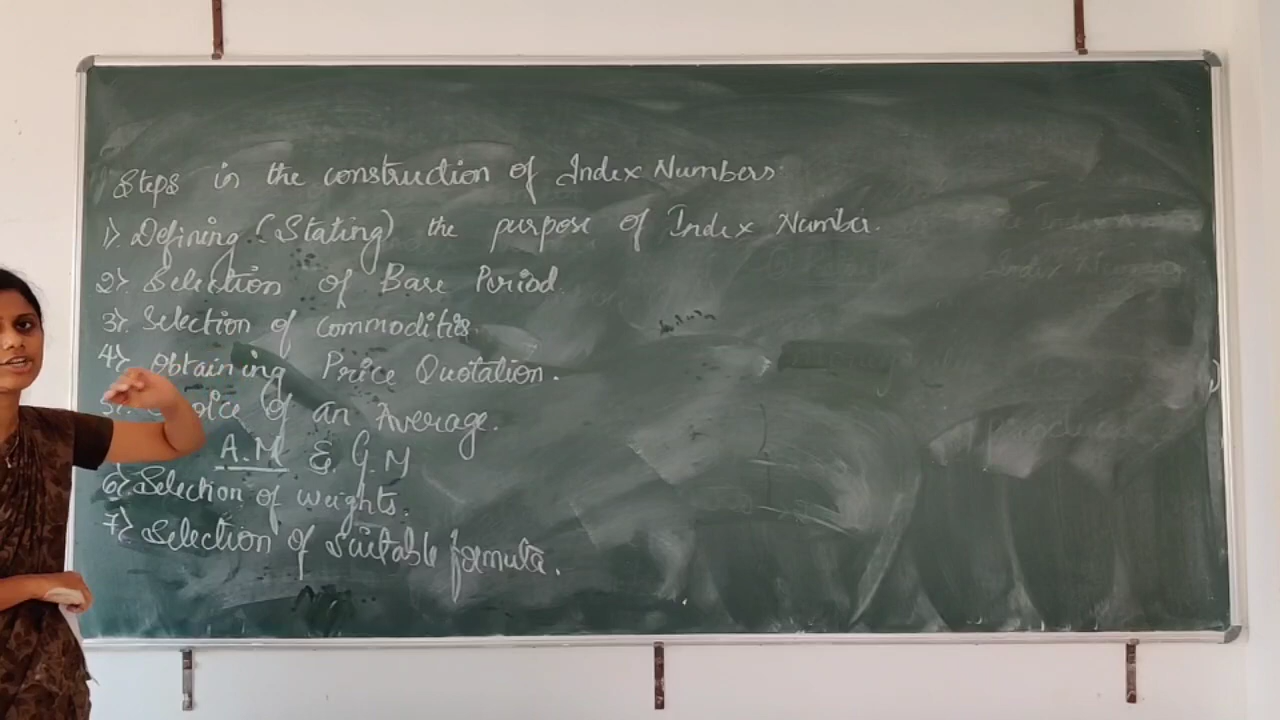 Steps in the construction of Index Numbers.
1). Defining (Stating) the purpose of Index Number.
2). Selection of Base Period.
3). Selection of commodities.
4). Obtaining Price Quotation.
5). of an Average.
A.M & G.M
6). Selection of weights.
7). Selection of suitable formula.